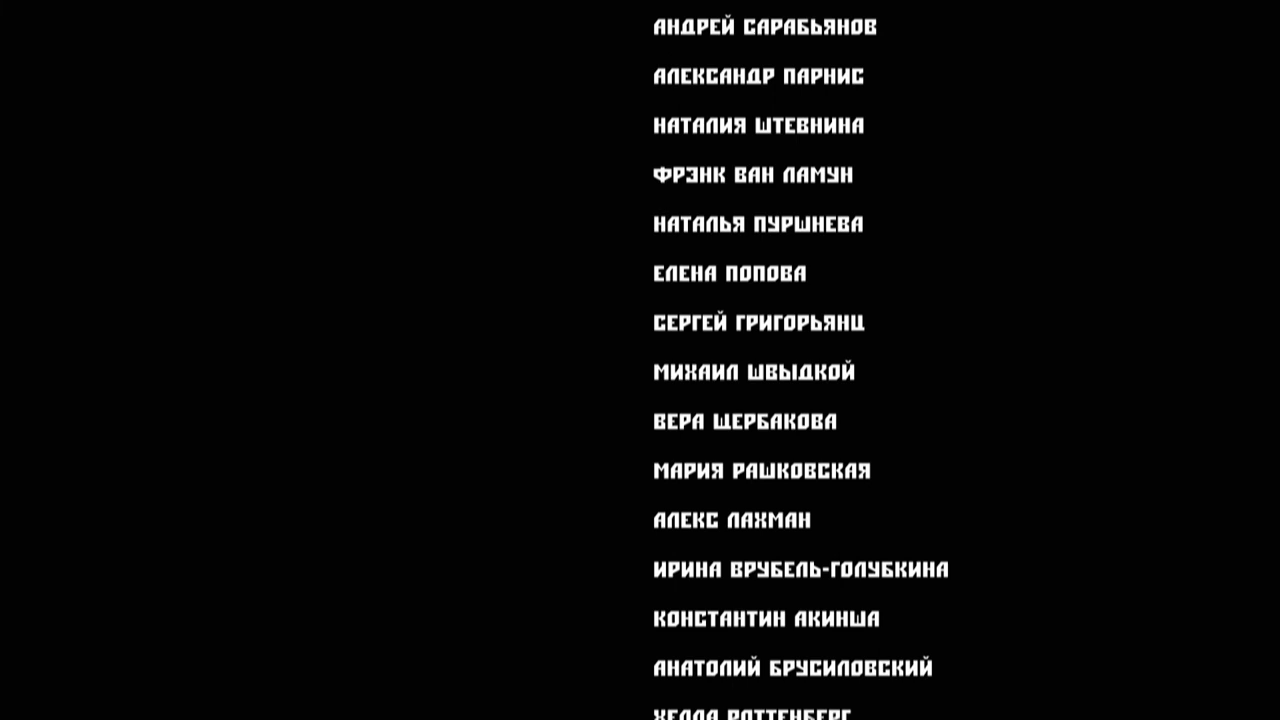 АНДРЕЙ САРАБЬЯНОВ
АЛЕКСАНДР ПАРНИС
НАТАЛИЯ ШТЕВНИНА
ФРЭНК ВАН ЛАМУН
НАТАЛЬЯ ПУРШНЕВА
ЕЛЕНА ПОПОВА
СЕРГЕЙ ГРИГОРЬЯНЦ
МИХАИЛ ШВЫДКОЙ
ВЕРА ЩЕРБАКОВА
МАРИЯ РАШКОВСКАЯ
АЛЕКС ЛАХМАН
ИРИНА ВРУБЕЛЬ-ГОЛУБКИНА
КОНСТАНТИН АКИНША
АНАТОЛИЙ БРУСИЛОВСКИЙ
РОТТЕНБЕРГ